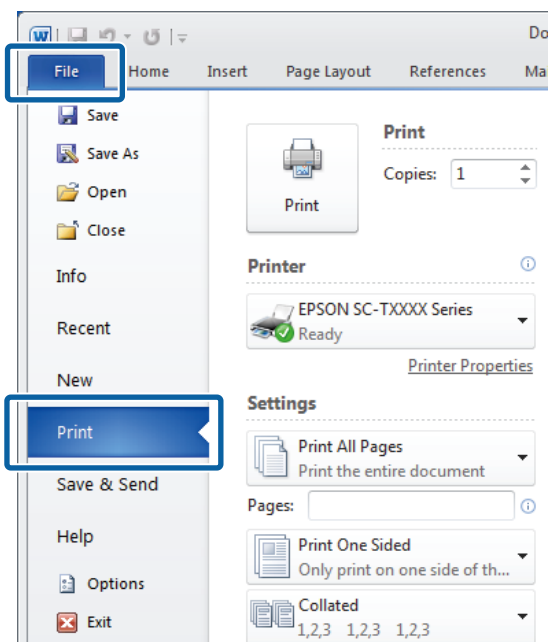 W
Do
File Home Insert Page Layout References Ma
Save
Save As
Open
Close
Info
Recent
New
Print
Save & Send
Help
Options
Exit
Print
Print
Copies: 1
Printer
EPSON SC-TXXXX Series
Ready
Printer Properties
Settings
Print All Pages
Print the entire document
Pages:
Print One Sided
Only print on one side of th...
Collated
1,2,3 1,2,3 1,2,3